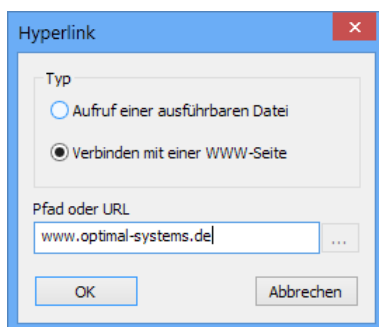 Hyperlink
Typ
Aufruf einer ausführbaren Datei
Verbinden mit einer WWW-Seite
Pfad oder URL
www.optimal-systems.de
...
OK
Abbrechen